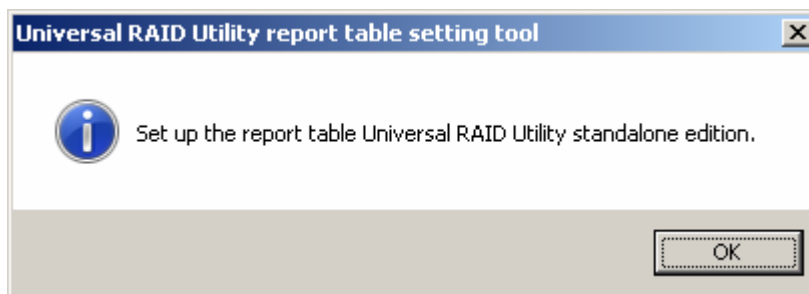 Universal RAID Utility report table setting tool
Set up the report table Universal RAID Utility standalone edition.
OK